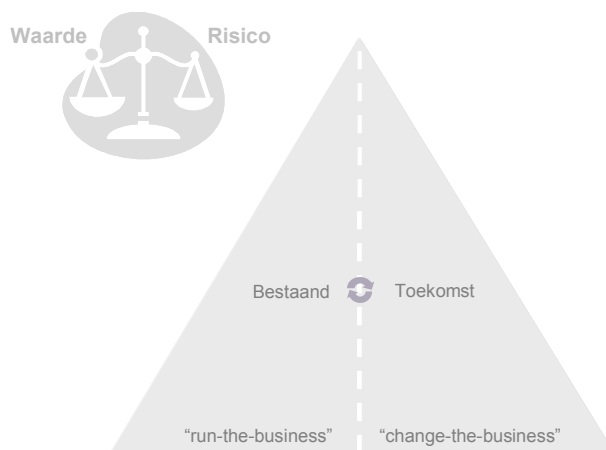 Waarde Risico
Bestaand Toekomst
“run-the-business” “change-the-business”